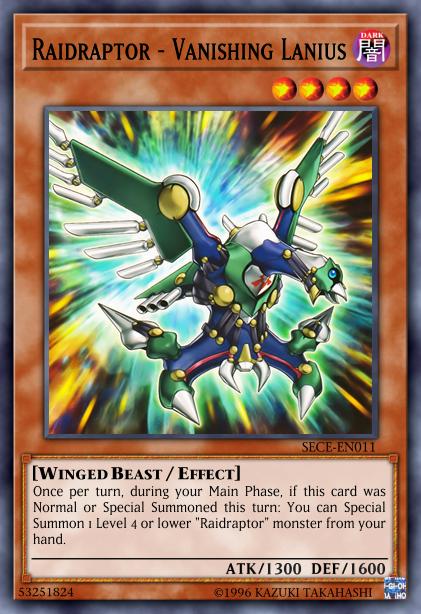 Raidraptor - Vanishing Lanius
DARK
闇
SECE-EN011
[Winged Beast / Effect]
Once per turn, during your Main Phase, if this card was
Normal or Special Summoned this turn: You can Special
Summon 1 Level 4 or lower "Raidraptor" monster from your
hand.
ATK/1300 DEF/1600
53251824
©1996 KAZUKI TAKAHASHI